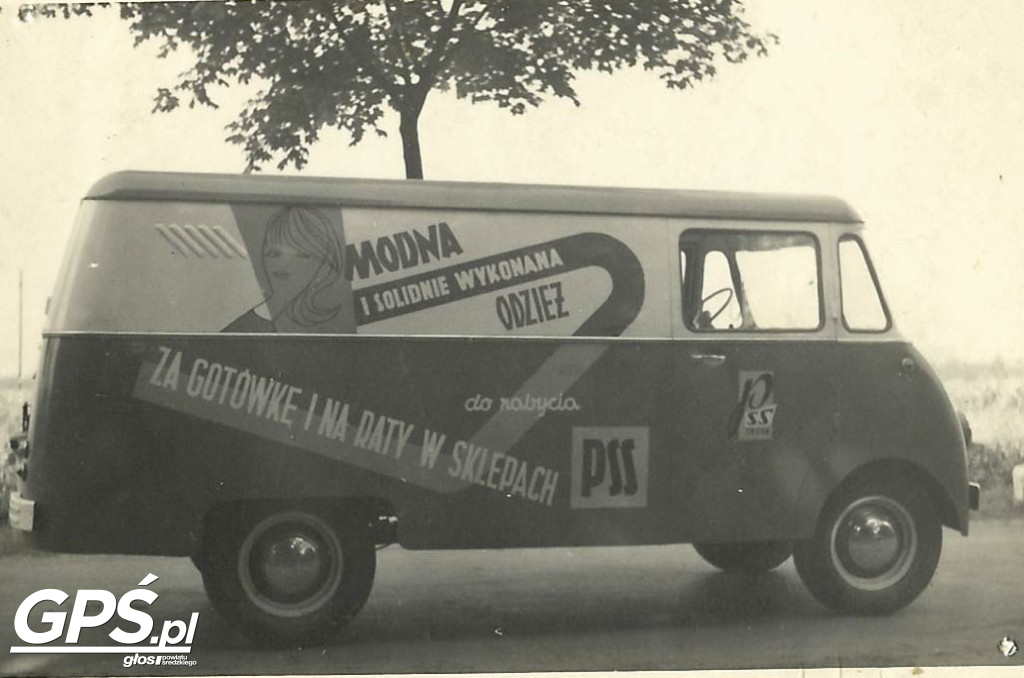 MODNA
I SOLIDNIE WYKONANA
ODZIEŻ
do nabycia
ZA GOTÓWKĘ I NA RATY W SKLEPACH
PSS
PSS
GPŚ.pl
głos powiatu
średzkiego